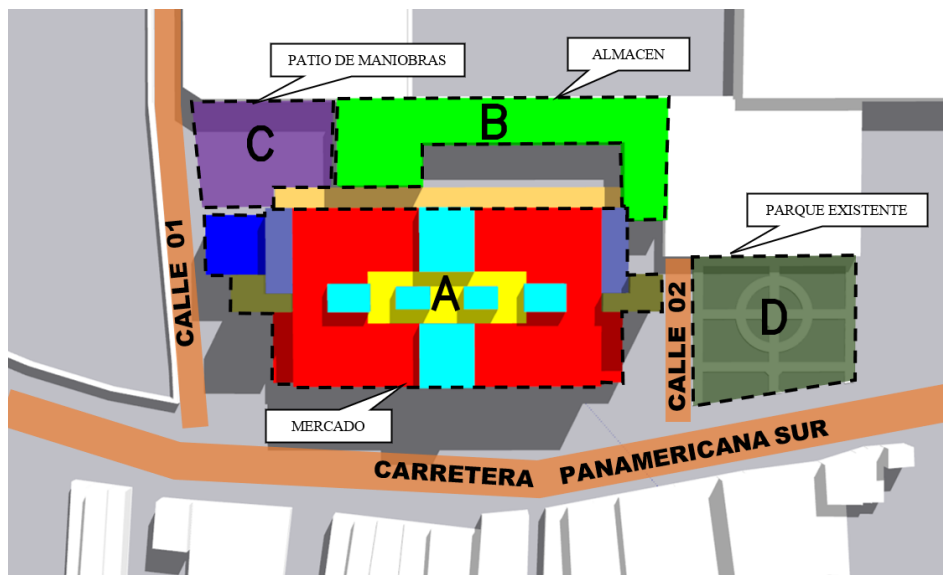 PATIO DE MANIOBRAS
ALMACEN
C
B
PARQUE EXISTENTE
CALLE 01
A
D
CALLE 02
MERCADO
CARRETERA PANAMERICANA SUR